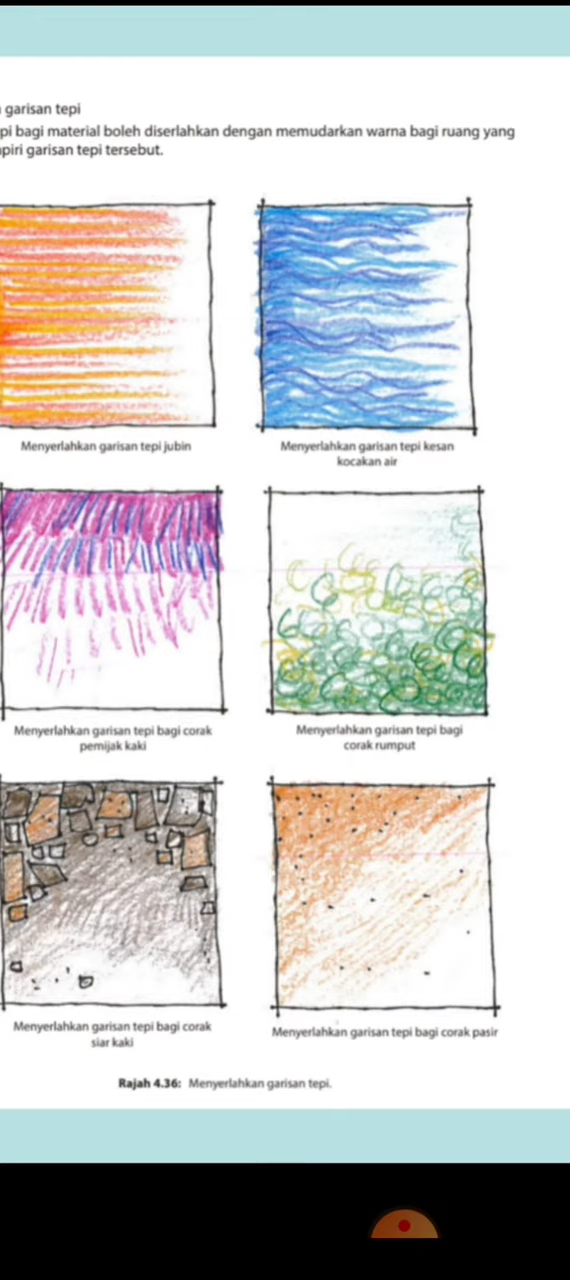 garisan tepi
pi bagi material boleh diserlahkan dengan memudarkan warna bagi ruang yang
piri garisan tepi tersebut.
Menyerlahkan garisan tepi jubin
Menyerlahkan garisan tepi kesan
kocakan air
Menyerlahkan garisan tepi bagi corak
pemijak kaki
Menyerlahkan garisan tepi bagi
corak rumput
Menyerlahkan garisan tepi bagi corak
siar kaki
Menyerlahkan garisan tepi bagi corak pasir
Rajah 4.36: Menyerlahkan garisan tepi.